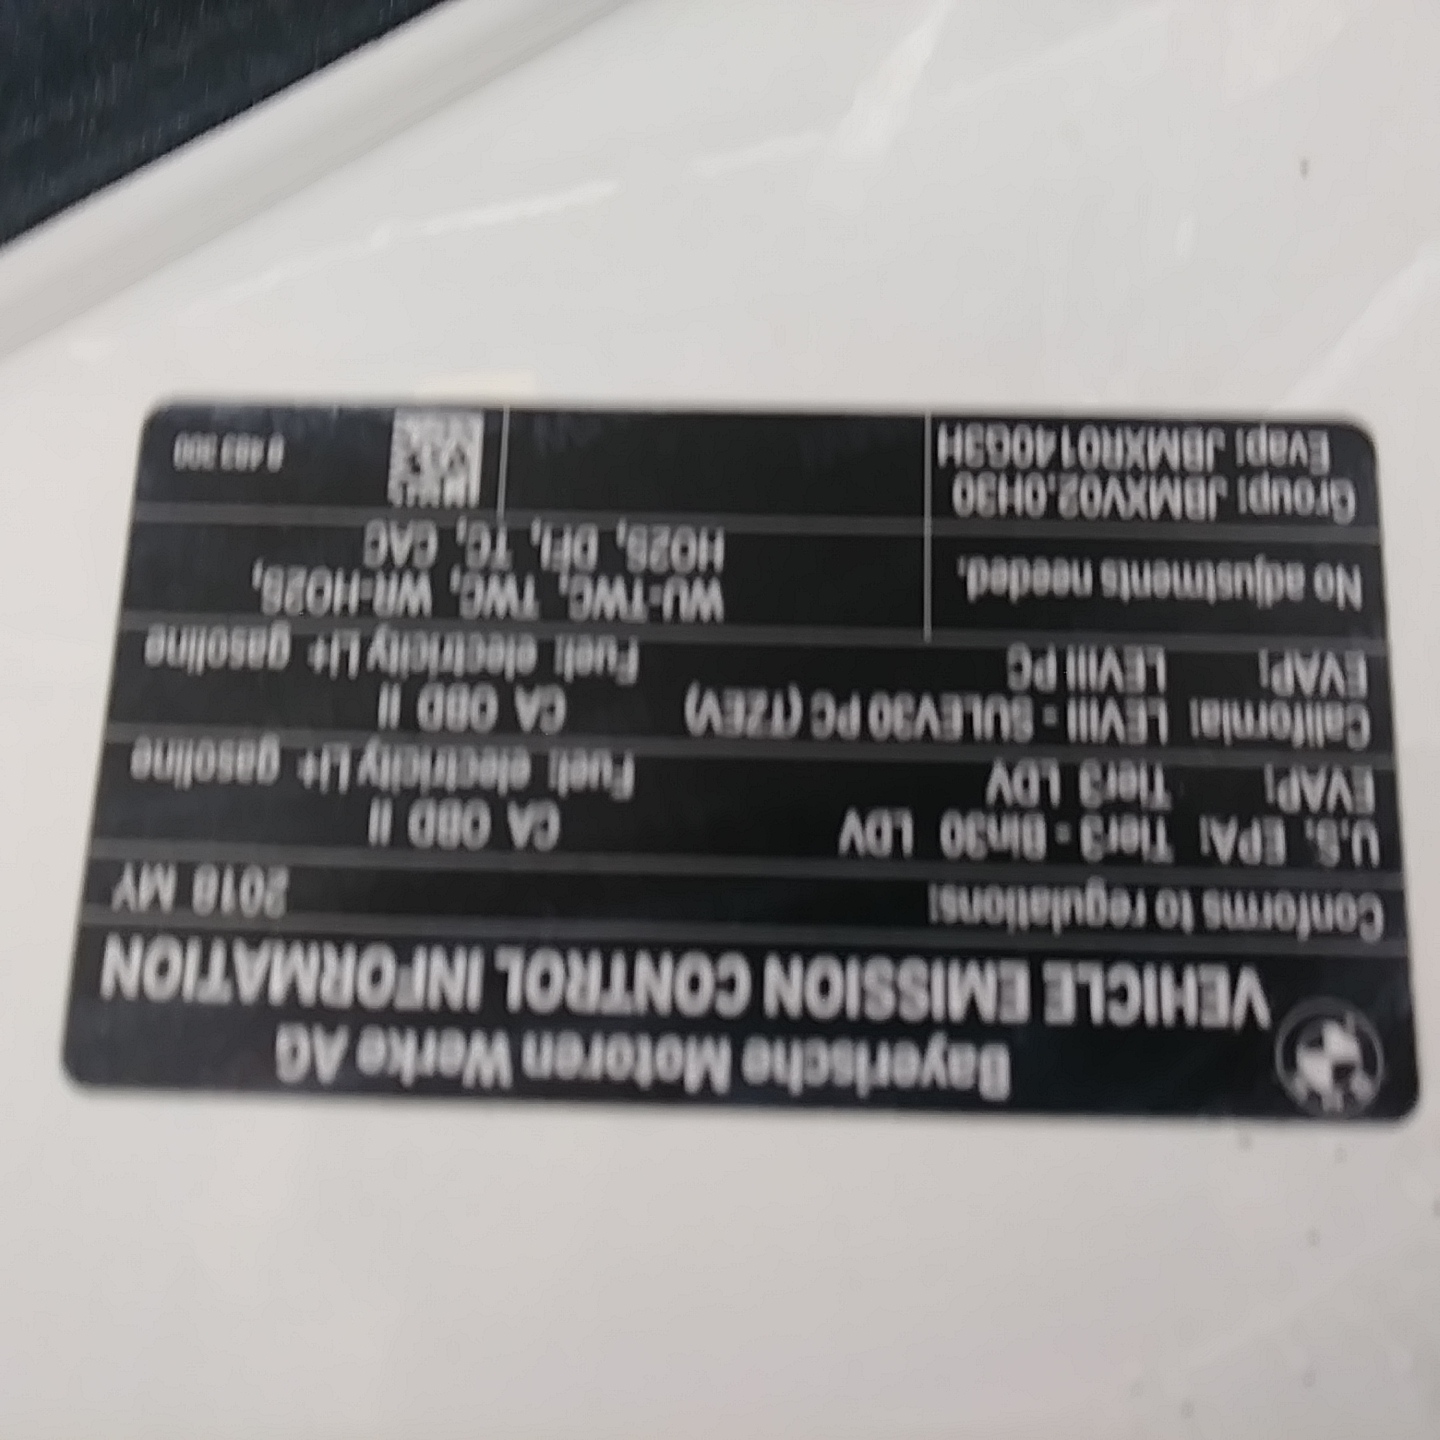 Bayerische Motoren Werke AG
VEHICLE EMISSION CONTROL INFORMATION
Conforms to regulations: 2018 MY
U.S. EPA: Tier3 - Bin30 LDV CA OBD II
EVAP: Tier3 LDV Fuel: electricity Li+ gasoline
California: LEVIII - SULEV30 PC (TZEV) CA OBD II
EVAP: LEVIII PC Fuel: electricity Li+ gasoline
No adjustments needed.
WU-TWC, TWC, WR-HO2S,
HO2S, DFI, TC, CAC
Group: JBMXV02.0H30
Evap: JBMXR0140G3H